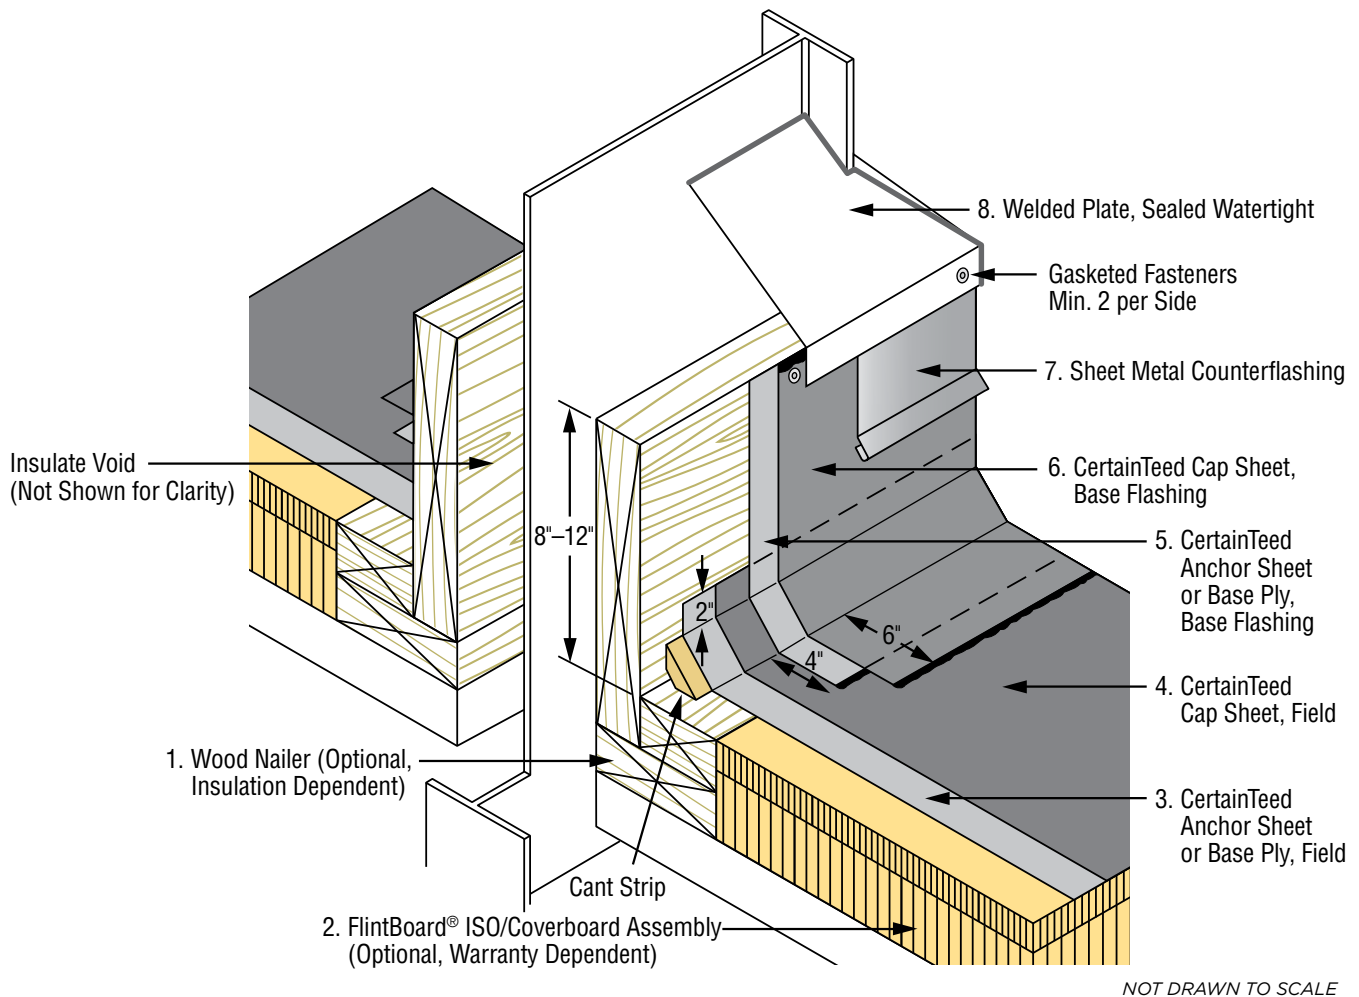 8. Welded Plate, Sealed Watertight
Gasketed Fasteners
Min. 2 per Side
7. Sheet Metal Counterflashing
Insulate Void
(Not Shown for Clarity)
6. CertainTeed Cap Sheet,
Base Flashing
8"–12"
5. CertainTeed
Anchor Sheet
or Base Ply,
Base Flashing
2"
6"
4"
4. CertainTeed
Cap Sheet, Field
1. Wood Nailer (Optional,
Insulation Dependent)
3. CertainTeed
Anchor Sheet
or Base Ply, Field
Cant Strip
2. FlintBoard® ISO/Coverboard Assembly
(Optional, Warranty Dependent)
NOT DRAWN TO SCALE